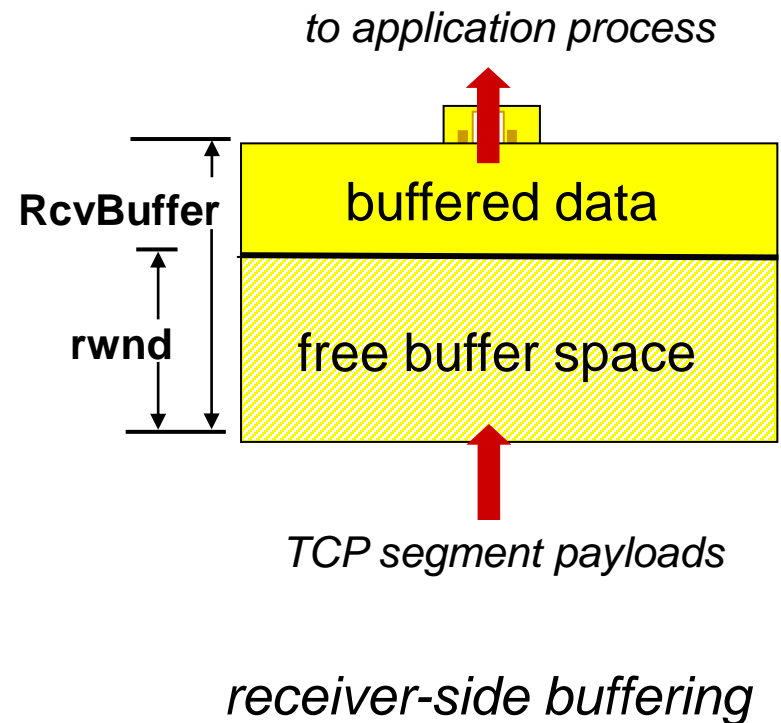 to application process
RcvBuffer
buffered data
rwnd
free buffer space
TCP segment payloads
receiver-side buffering